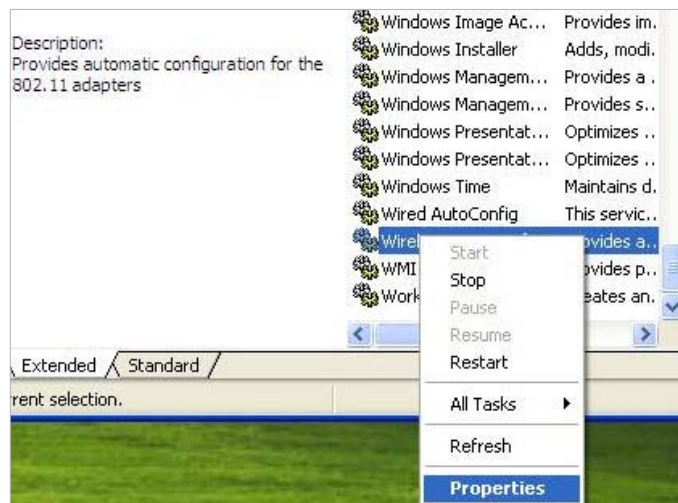 Description:
Provides automatic configuration for the
802.11 adapters
Windows Image Ac... Provides im.
Windows Installer Adds, modi.
Windows Managem... Provides a .
Windows Managem... Provides s..
Windows Presentat... Optimizes ..
Windows Presentat... Optimizes ..
Windows Time Maintains d.
Wired AutoConfig This servic..
Wirel ovides a..
WMI ovides p..
Work eates an.
Start
Stop
Pause
Resume
Restart
All Tasks
Refresh
Properties
Extended Standard
rrent selection.